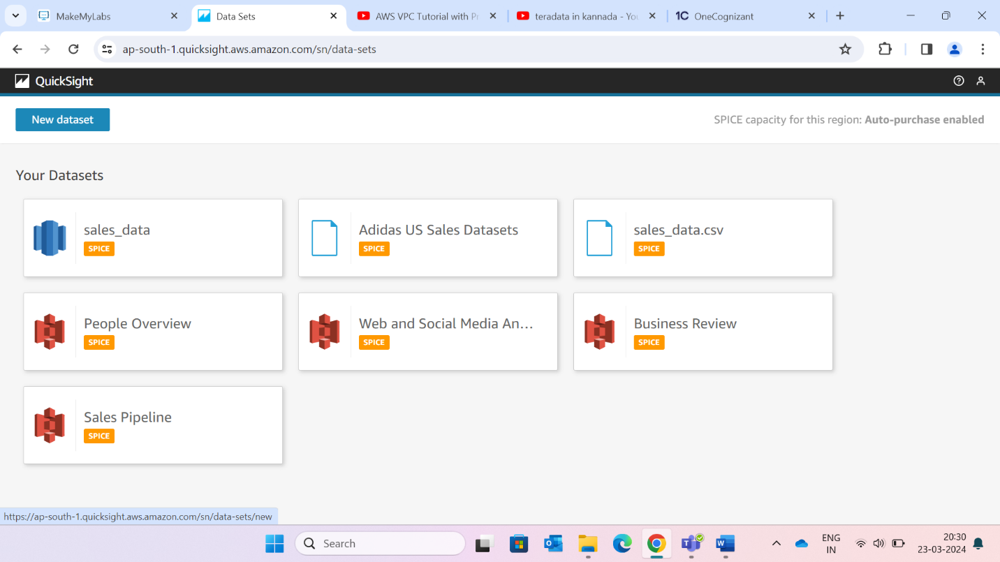 MakeMyLabs
Data Sets
AWS VPC Tutorial with Pr
teradata in kannada - You
1C OneCognizant
ap-south-1.quicksight.aws.amazon.com/sn/data-sets
QuickSight
New dataset
SPICE capacity for this region: Auto-purchase enabled
Your Datasets
sales_data
SPICE
Adidas US Sales Datasets
SPICE
sales_data.csv
SPICE
People Overview
SPICE
Web and Social Media An...
SPICE
Business Review
SPICE
Sales Pipeline
SPICE
https://ap-south-1.quicksight.aws.amazon.com/sn/data-sets/new
Search
ENG
IN
20:30
23-03-2024